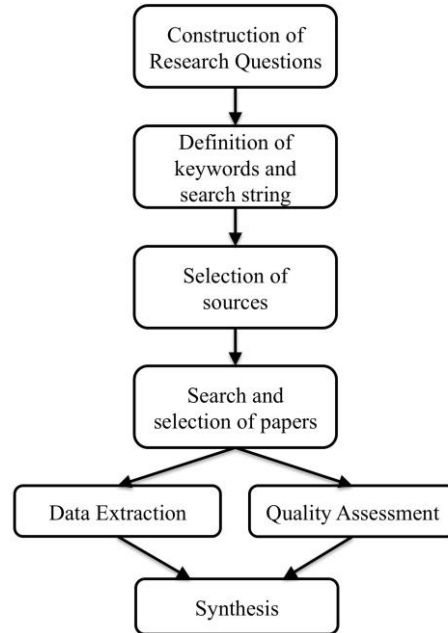 Construction of
Research Questions
Definition of
keywords and
search string
Selection of
sources
Search and
selection of papers
Data Extraction
Quality Assessment
Synthesis